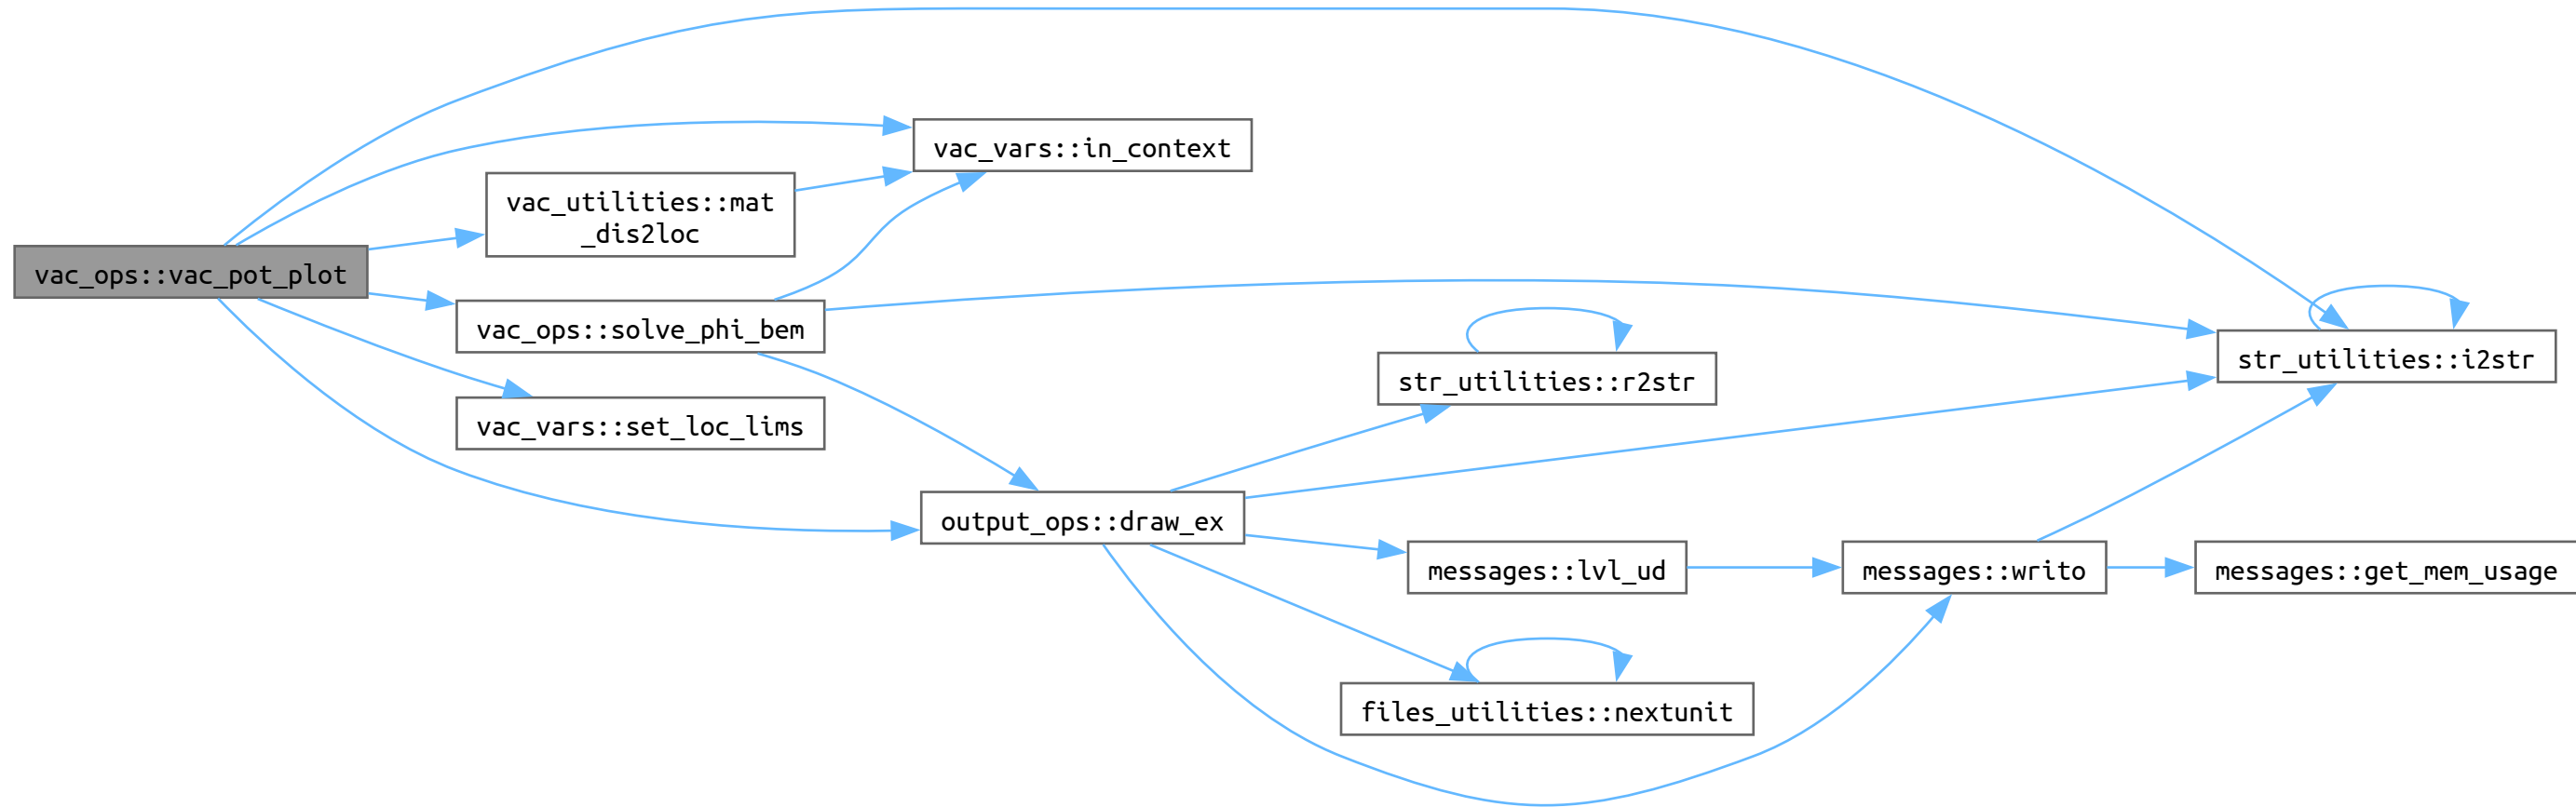 vac_vars::in_context
vac_utilities::mat
_dis2loc
vac_ops::vac_pot_plot
vac_ops::solve_phi_bem
str_utilities::i2str
str_utilities::r2str
vac_vars::set_loc_lims
output_ops::draw_ex
messages::lvl_ud
messages::writo
messages::get_mem_usage
files_utilities::nextunit